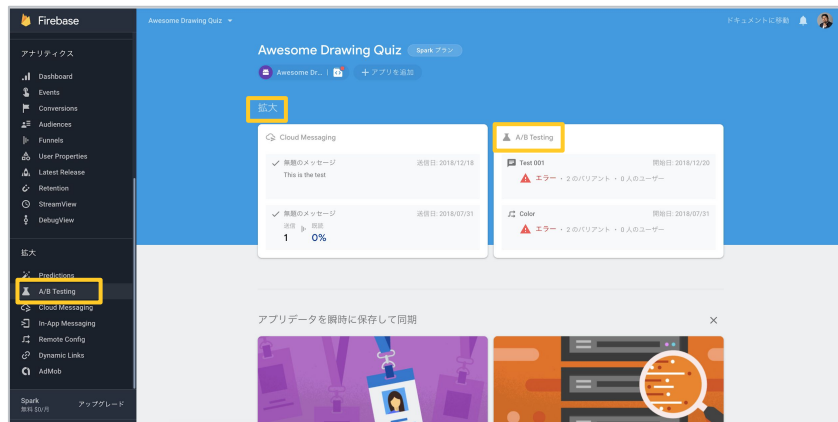 Firebase
アナリティクス
Dashboard
Events
Conversions
Audiences
Funnels
User Properties
Latest Release
Retention
StreamView
DebugView
拡大
Predictions
A/B Testing
Cloud Messaging
In-App Messaging
Remote Config
Dynamic Links
AdMob
Spark
無料 $0/月
アップグレード
Awesome Drawing Quiz
ドキュメントに移動
Awesome Drawing Quiz
Spark プラン
Awesome Dr...
+ アプリを追加
拡大
Cloud Messaging
無題のメッセージ 送信日: 2018/12/18
This is the test
無題のメッセージ 送信日: 2018/07/31
送信 開封
1 0%
A/B Testing
Test 001 開始日: 2018/12/20
エラー • 2 のバリアント • 0 人のユーザー
Color 開始日: 2018/07/31
エラー • 2 のバリアント • 0 人のユーザー
アプリデータを瞬時に保存して同期